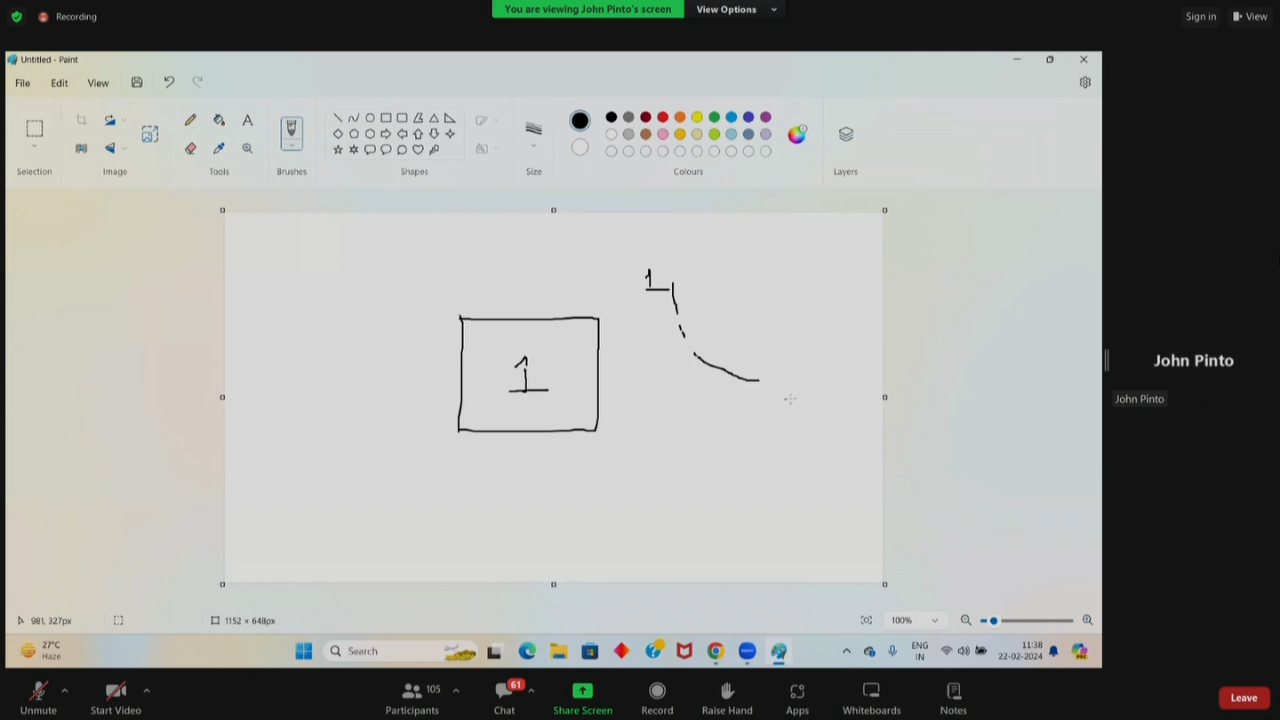 Recording
You are viewing John Pinto's screen
View Options
Sign in
View
Untitled - Paint
File Edit View
Selection Image Tools Brushes Shapes Size Colours Layers
1
1
John Pinto
John Pinto
981, 327px
1152 × 648px
100%
27°C
Haze
Search
ENG
IN
11:38
22-02-2024
Unmute
Start Video
105
Participants
61
Chat
Share Screen
Record
Raise Hand
Apps
Whiteboards
Notes
Leave